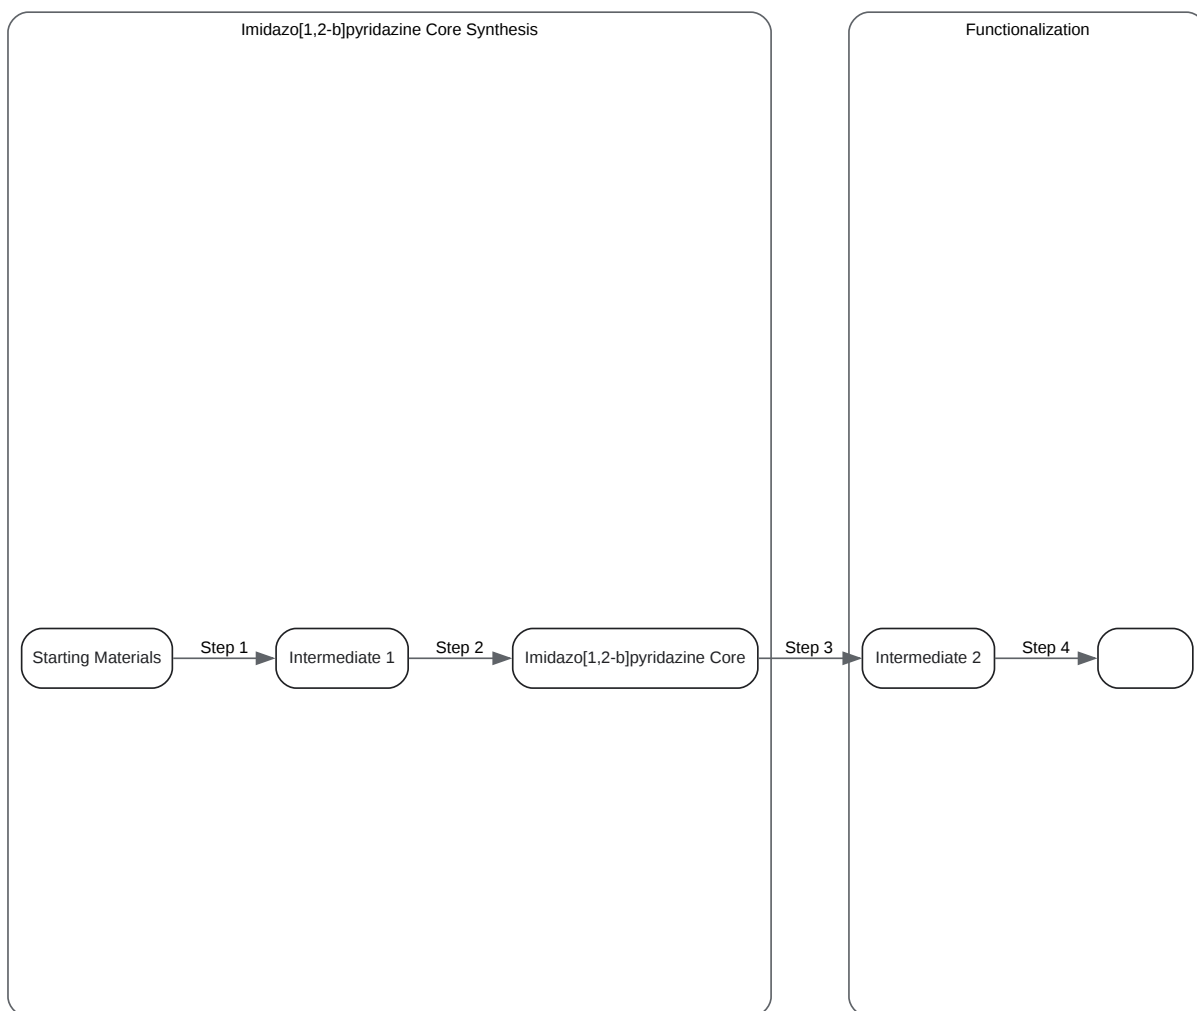 Imidazo[1,2-b]pyridazine Core Synthesis
Functionalization
Starting Materials
Step 1
Intermediate 1
Step 2
Imidazo[1,2-b]pyridazine Core
Step 3
Intermediate 2
Step 4